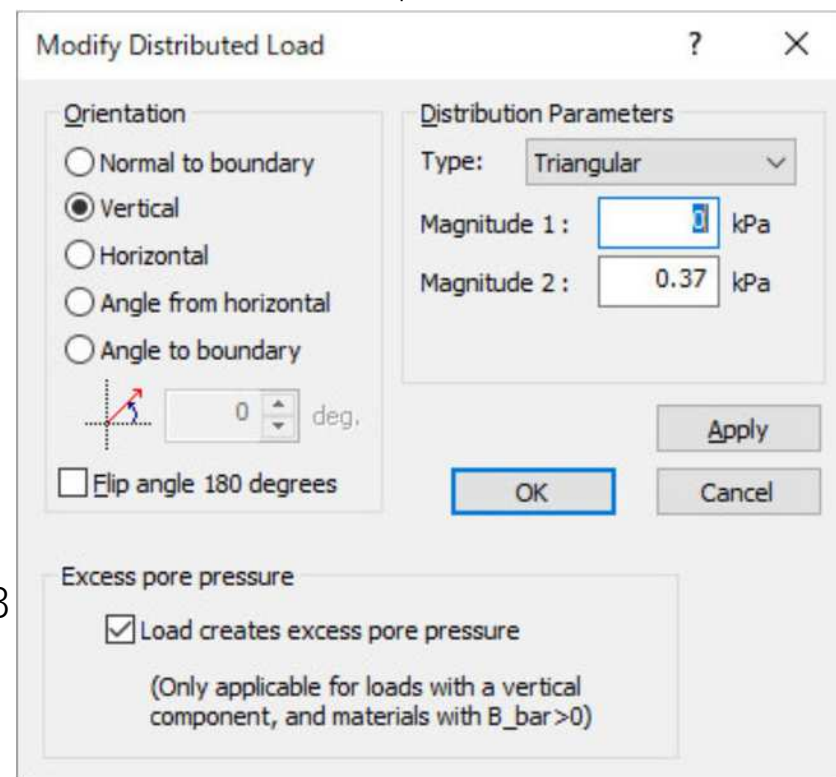 Modify Distributed Load ? ×
Orientation
Normal to boundary
Vertical
Horizontal
Angle from horizontal
Angle to boundary
0 deg.
Flip angle 180 degrees
Distribution Parameters
Type: Triangular
Magnitude 1 : 0 kPa
Magnitude 2 : 0.37 kPa
Apply
OK Cancel
Excess pore pressure
Load creates excess pore pressure
(Only applicable for loads with a vertical
component, and materials with B_bar>0)